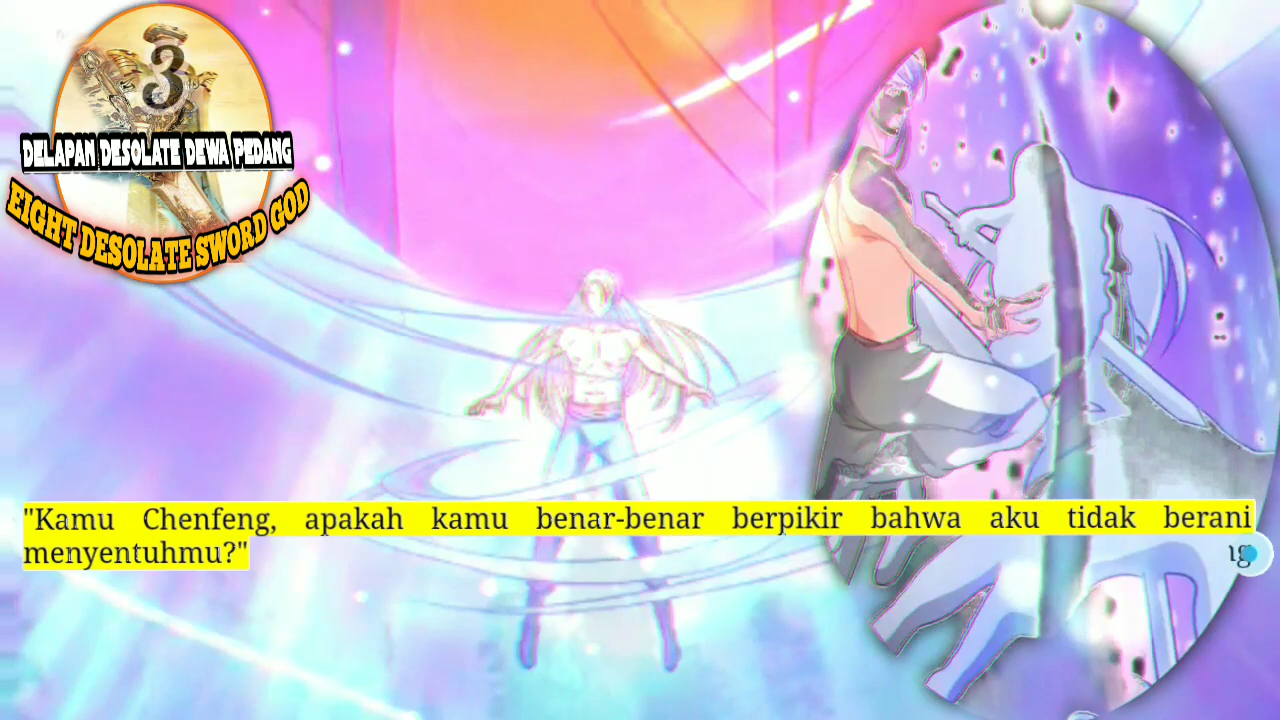 3
DELAPAN DESOLATE DEWA PEDANG
EIGHT DESOLATE SWORD GOD
"Kamu Chenfeng, apakah kamu benar-benar berpikir bahwa aku tidak berani
menyentuhmu?"